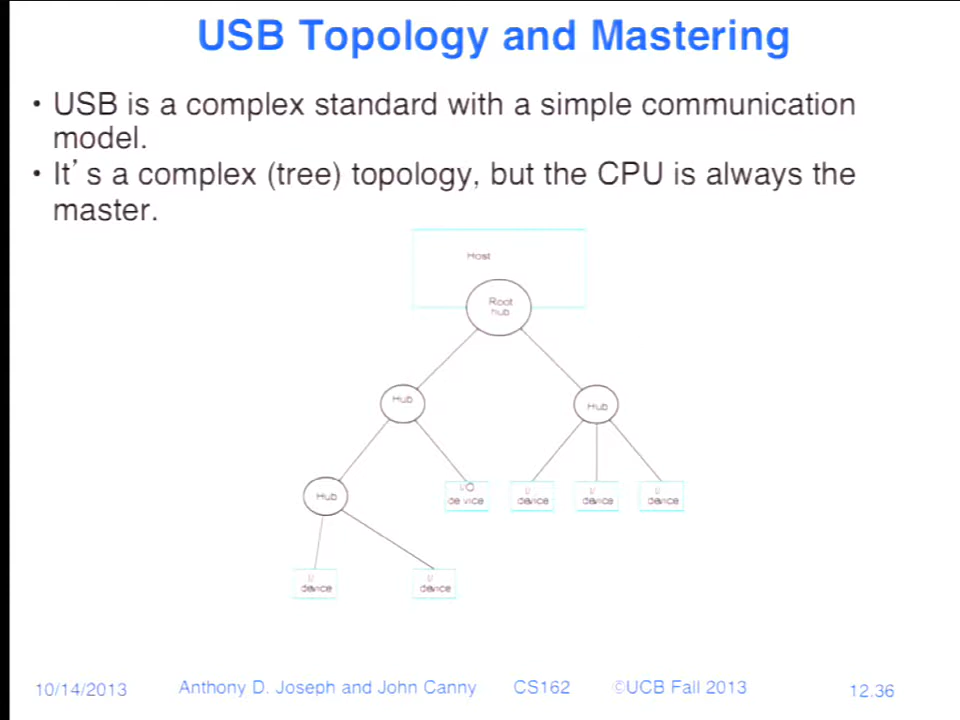 USB Topology and Mastering
• USB is a complex standard with a simple communication
model.
• It's a complex (tree) topology, but the CPU is always the
master.
Host
Root
hub
Hub
Hub
Hub
I/O
device
I/
device
I/
device
I/
device
I/
device
I/
device
10/14/2013
Anthony D. Joseph and John Canny
CS162
©UCB Fall 2013
12.36